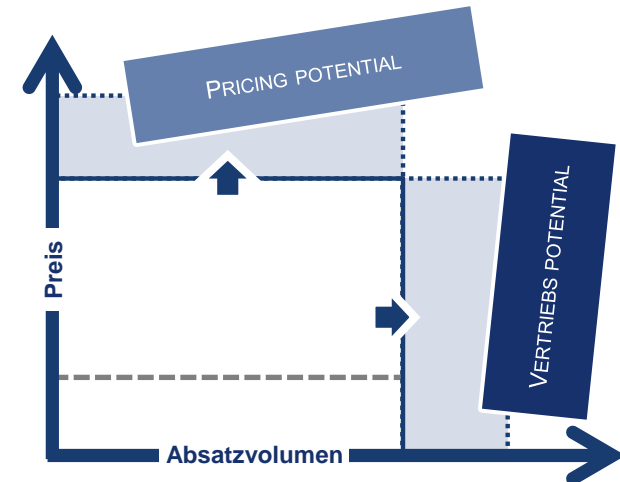 PRICING POTENTIAL
VERTRIEBS POTENTIAL
Preis
Absatzvolumen